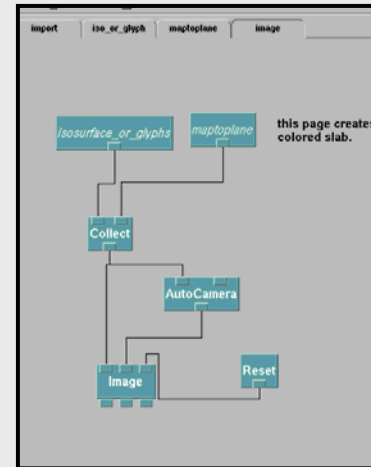 import iso_or_glyph maptoplane image
this page creates
colored slab.
Isosurface_or_glyphs maptoplane
Collect
AutoCamera
Image
Reset